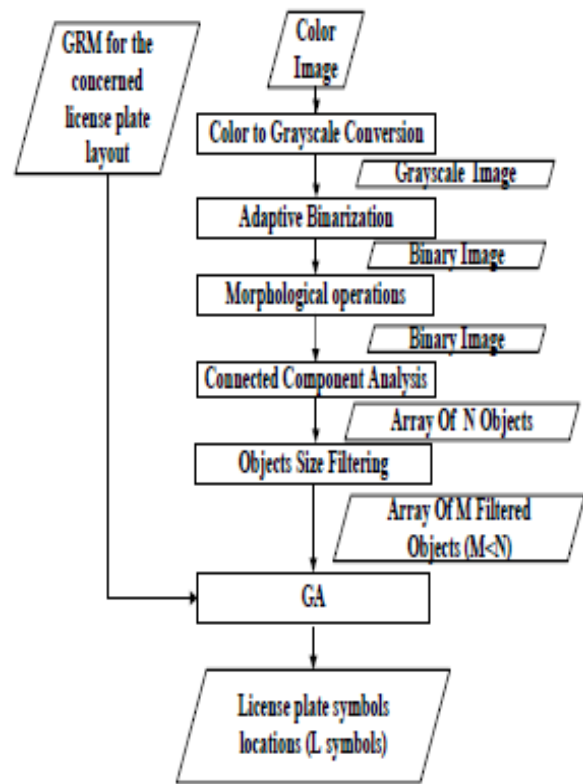 GRM for the
concerned
license plate
layout
Color
Image
Color to Grayscale Conversion
Grayscale Image
Adaptive Binarization
Binary Image
Morphological operations
Binary Image
Connected Component Analysis
Array Of N Objects
Objects Size Filtering
Array Of M Filtered
Objects (M<N)
GA
License plate symbols
locations (L symbols)